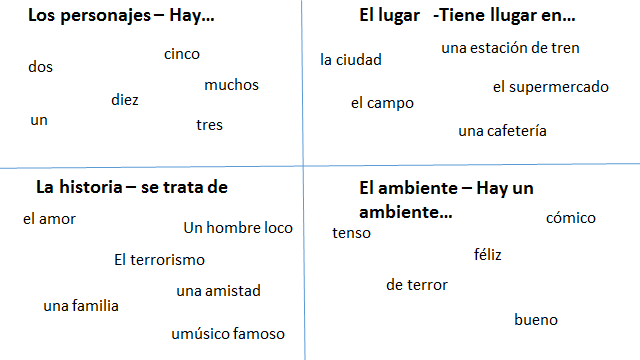 Los personajes – Hay…
cinco
dos
muchos
diez
un
tres
El lugar -Tiene llugar en…
una estación de tren
la ciudad
el supermercado
el campo
una cafetería
La historia – se trata de
el amor
Un hombre loco
El terrorismo
una amistad
una familia
umúsico famoso
El ambiente – Hay un
ambiente…
cómico
tenso
féliz
de terror
bueno